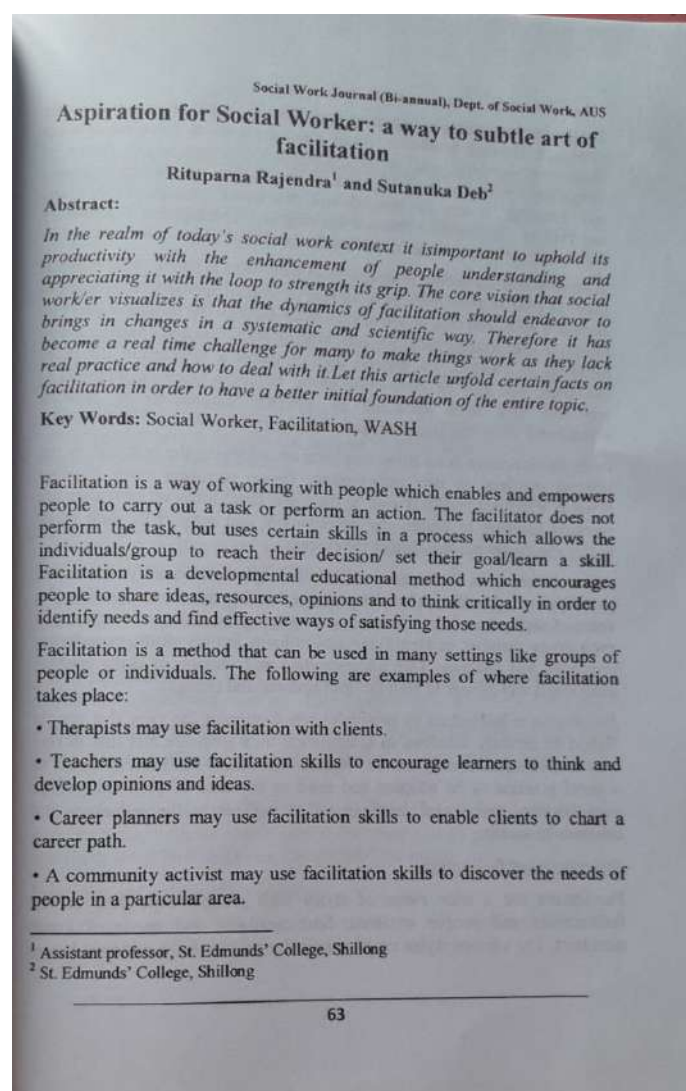 Social Work Journal (Bi-annual), Dept. of Social Work, AUS
Aspiration for Social Worker: a way to subtle art of
facilitation
Rituparna Rajendra¹ and Sutanuka Deb²
Abstract:
In the realm of today's social work context it isimportant to uphold its
productivity with the enhancement of people understanding and
appreciating it with the loop to strength its grip. The core vision that social
work/er visualizes is that the dynamics of facilitation should endeavor to
brings in changes in a systematic and scientific way. Therefore it has
become a real time challenge for many to make things work as they lack
real practice and how to deal with it.Let this article unfold certain facts on
facilitation in order to have a better initial foundation of the entire topic.
Key Words: Social Worker, Facilitation, WASH
Facilitation is a way of working with people which enables and empowers
people to carry out a task or perform an action. The facilitator does not
perform the task, but uses certain skills in a process which allows the
individuals/group to reach their decision/ set their goal/learn a skill.
Facilitation is a developmental educational method which encourages
people to share ideas, resources, opinions and to think critically in order to
identify needs and find effective ways of satisfying those needs.
Facilitation is a method that can be used in many settings like groups of
people or individuals. The following are examples of where facilitation
takes place:
• Therapists may use facilitation with clients.
• Teachers may use facilitation skills to encourage learners to think and
develop opinions and ideas.
• Career planners may use facilitation skills to enable clients to chart a
career path.
• A community activist may use facilitation skills to discover the needs of
people in a particular area.
¹ Assistant professor, St. Edmunds' College, Shillong
² St. Edmunds' College, Shillong
63